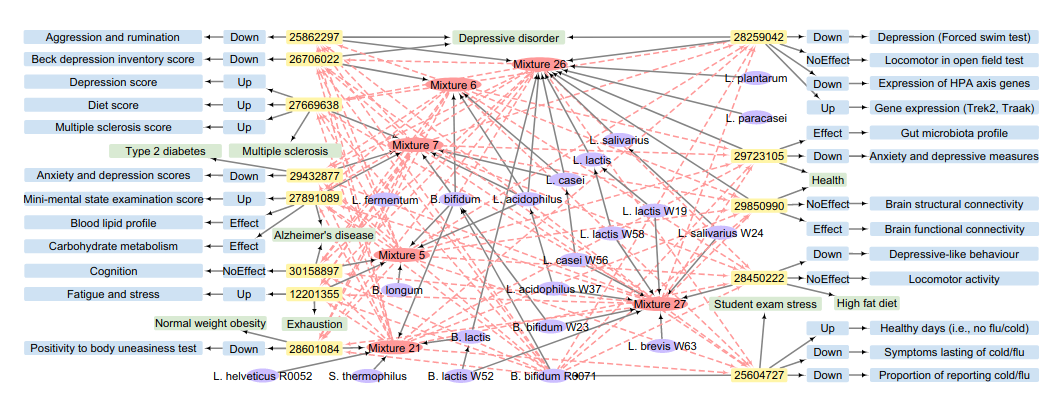 Aggression and rumination Down 25862297 Depressive disorder 28259042 Down Depression (Forced swim test)
Beck depression inventory score Down 26706022 Mixture 26 NoEffect Locomotor in open field test
Depression score Up Mixture 6 L. plantarum Down Expression of HPA axis genes
Diet score Up 27669638 Up Gene expression (Trek2, Traak)
L. paracasei
Multiple sclerosis score Up Effect Gut microbiota profile
Type 2 diabetes Multiple sclerosis Mixture 7 L. salivarius
L. lactis 29723105 Down Anxiety and depressive measures
Anxiety and depression scores Down 29432877 L. casei Health
Mini-mental state examination score Up 27891089 L. fermentum B. bifidum L. acidophilus 29850990 NoEffect Brain structural connectivity
L. lactis W19
Blood lipid profile Effect Effect Brain functional connectivity
Alzheimer's disease L. lactis W58 L. salivarius W24
Carbohydrate metabolism Effect Mixture 5 L. casei W56 Down Depressive-like behaviour
Cognition NoEffect 30158897 28450222 NoEffect Locomotor activity
Fatigue and stress Up 12201355 B. longum L. acidophilus W37 Mixture 27 Student exam stress High fat diet
Normal weight obesity Exhaustion B. bifidum W23 Up Healthy days (i.e., no flu/cold)
B. lactis
Positivity to body uneasiness test Down 28601084 Mixture 21 L. brevis W63 Down Symptoms lasting of cold/flu
L. helveticus R0052 S. thermophilus B. lactis W52 B. bifidum R0071 25604727 Down Proportion of reporting cold/flu